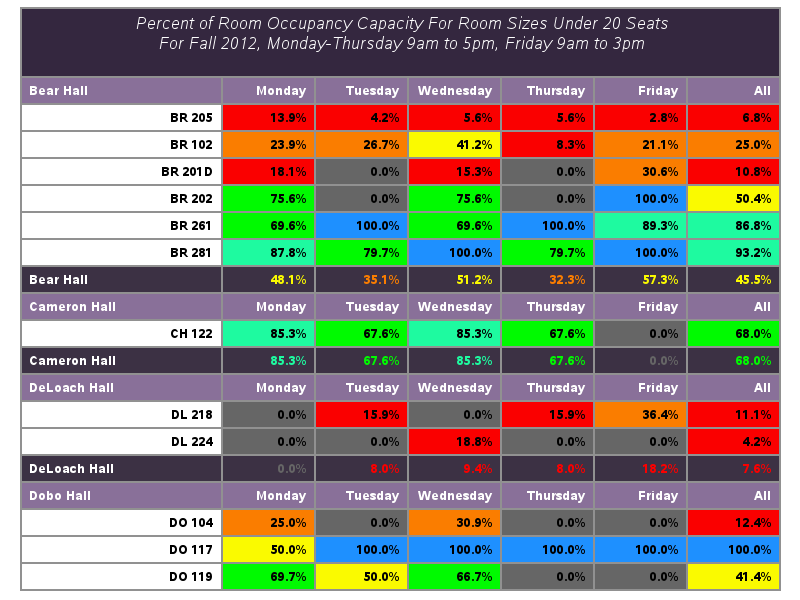 Percent of Room Occupancy Capacity For Room Sizes Under 20 Seats
For Fall 2012, Monday-Thursday 9am to 5pm, Friday 9am to 3pm
Bear Hall Monday Tuesday Wednesday Thursday Friday All
BR 205 13.9% 4.2% 5.6% 5.6% 2.8% 6.8%
BR 102 23.9% 26.7% 41.2% 8.3% 21.1% 25.0%
BR 201D 18.1% 0.0% 15.3% 0.0% 30.6% 10.8%
BR 202 75.6% 0.0% 75.6% 0.0% 100.0% 50.4%
BR 261 69.6% 100.0% 69.6% 100.0% 89.3% 86.8%
BR 281 87.8% 79.7% 100.0% 79.7% 100.0% 93.2%
Bear Hall 48.1% 35.1% 51.2% 32.3% 57.3% 45.5%
Cameron Hall Monday Tuesday Wednesday Thursday Friday All
CH 122 85.3% 67.6% 85.3% 67.6% 0.0% 68.0%
Cameron Hall 85.3% 67.6% 85.3% 67.6% 0.0% 68.0%
DeLoach Hall Monday Tuesday Wednesday Thursday Friday All
DL 218 0.0% 15.9% 0.0% 15.9% 36.4% 11.1%
DL 224 0.0% 0.0% 18.8% 0.0% 0.0% 4.2%
DeLoach Hall 0.0% 8.0% 9.4% 8.0% 18.2% 7.6%
Dobo Hall Monday Tuesday Wednesday Thursday Friday All
DO 104 25.0% 0.0% 30.9% 0.0% 0.0% 12.4%
DO 117 50.0% 100.0% 100.0% 100.0% 100.0% 100.0%
DO 119 69.7% 50.0% 66.7% 0.0% 0.0% 41.4%